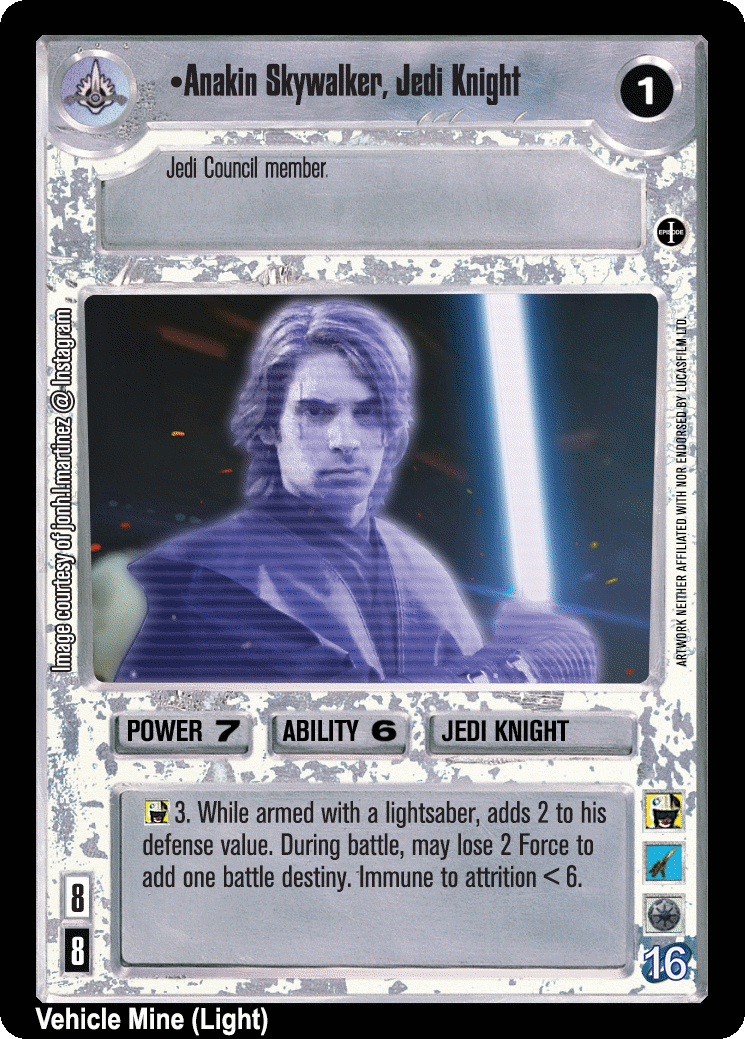 •Anakin Skywalker, Jedi Knight
1
Jedi Council member.
EPISODE
I
Image courtesy of jonh.l.martinez @ Instagram
ARTWORK NEITHER AFFILIATED WITH NOR ENDORSED BY LUCASFILM LTD.
POWER 7
ABILITY 6
JEDI KNIGHT
3. While armed with a lightsaber, adds 2 to his
defense value. During battle, may lose 2 Force to
add one battle destiny. Immune to attrition < 6.
8
8
16
Vehicle Mine (Light)